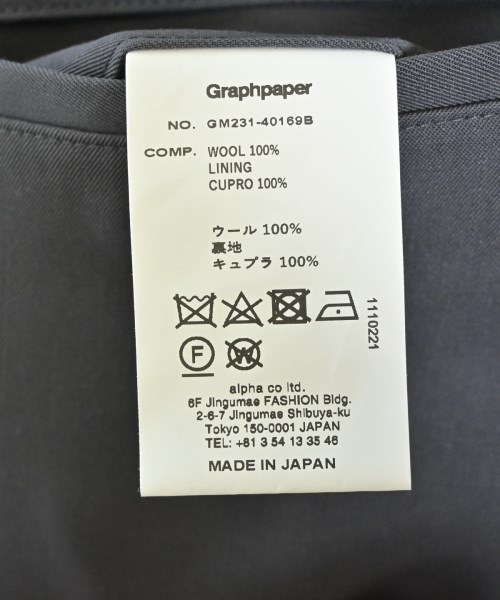 Graphpaper
NO. GM231-40169B
COMP. WOOL 100%
LINING
CUPRO 100%
ウール 100%
裏地
キュプラ 100%
1110221
F W
alpha co ltd.
6F Jingumae FASHION Bldg.
2-6-7 Jingumae Shibuya-ku
Tokyo 150-0001 JAPAN
TEL: +81 3 54 13 35 46
MADE IN JAPAN